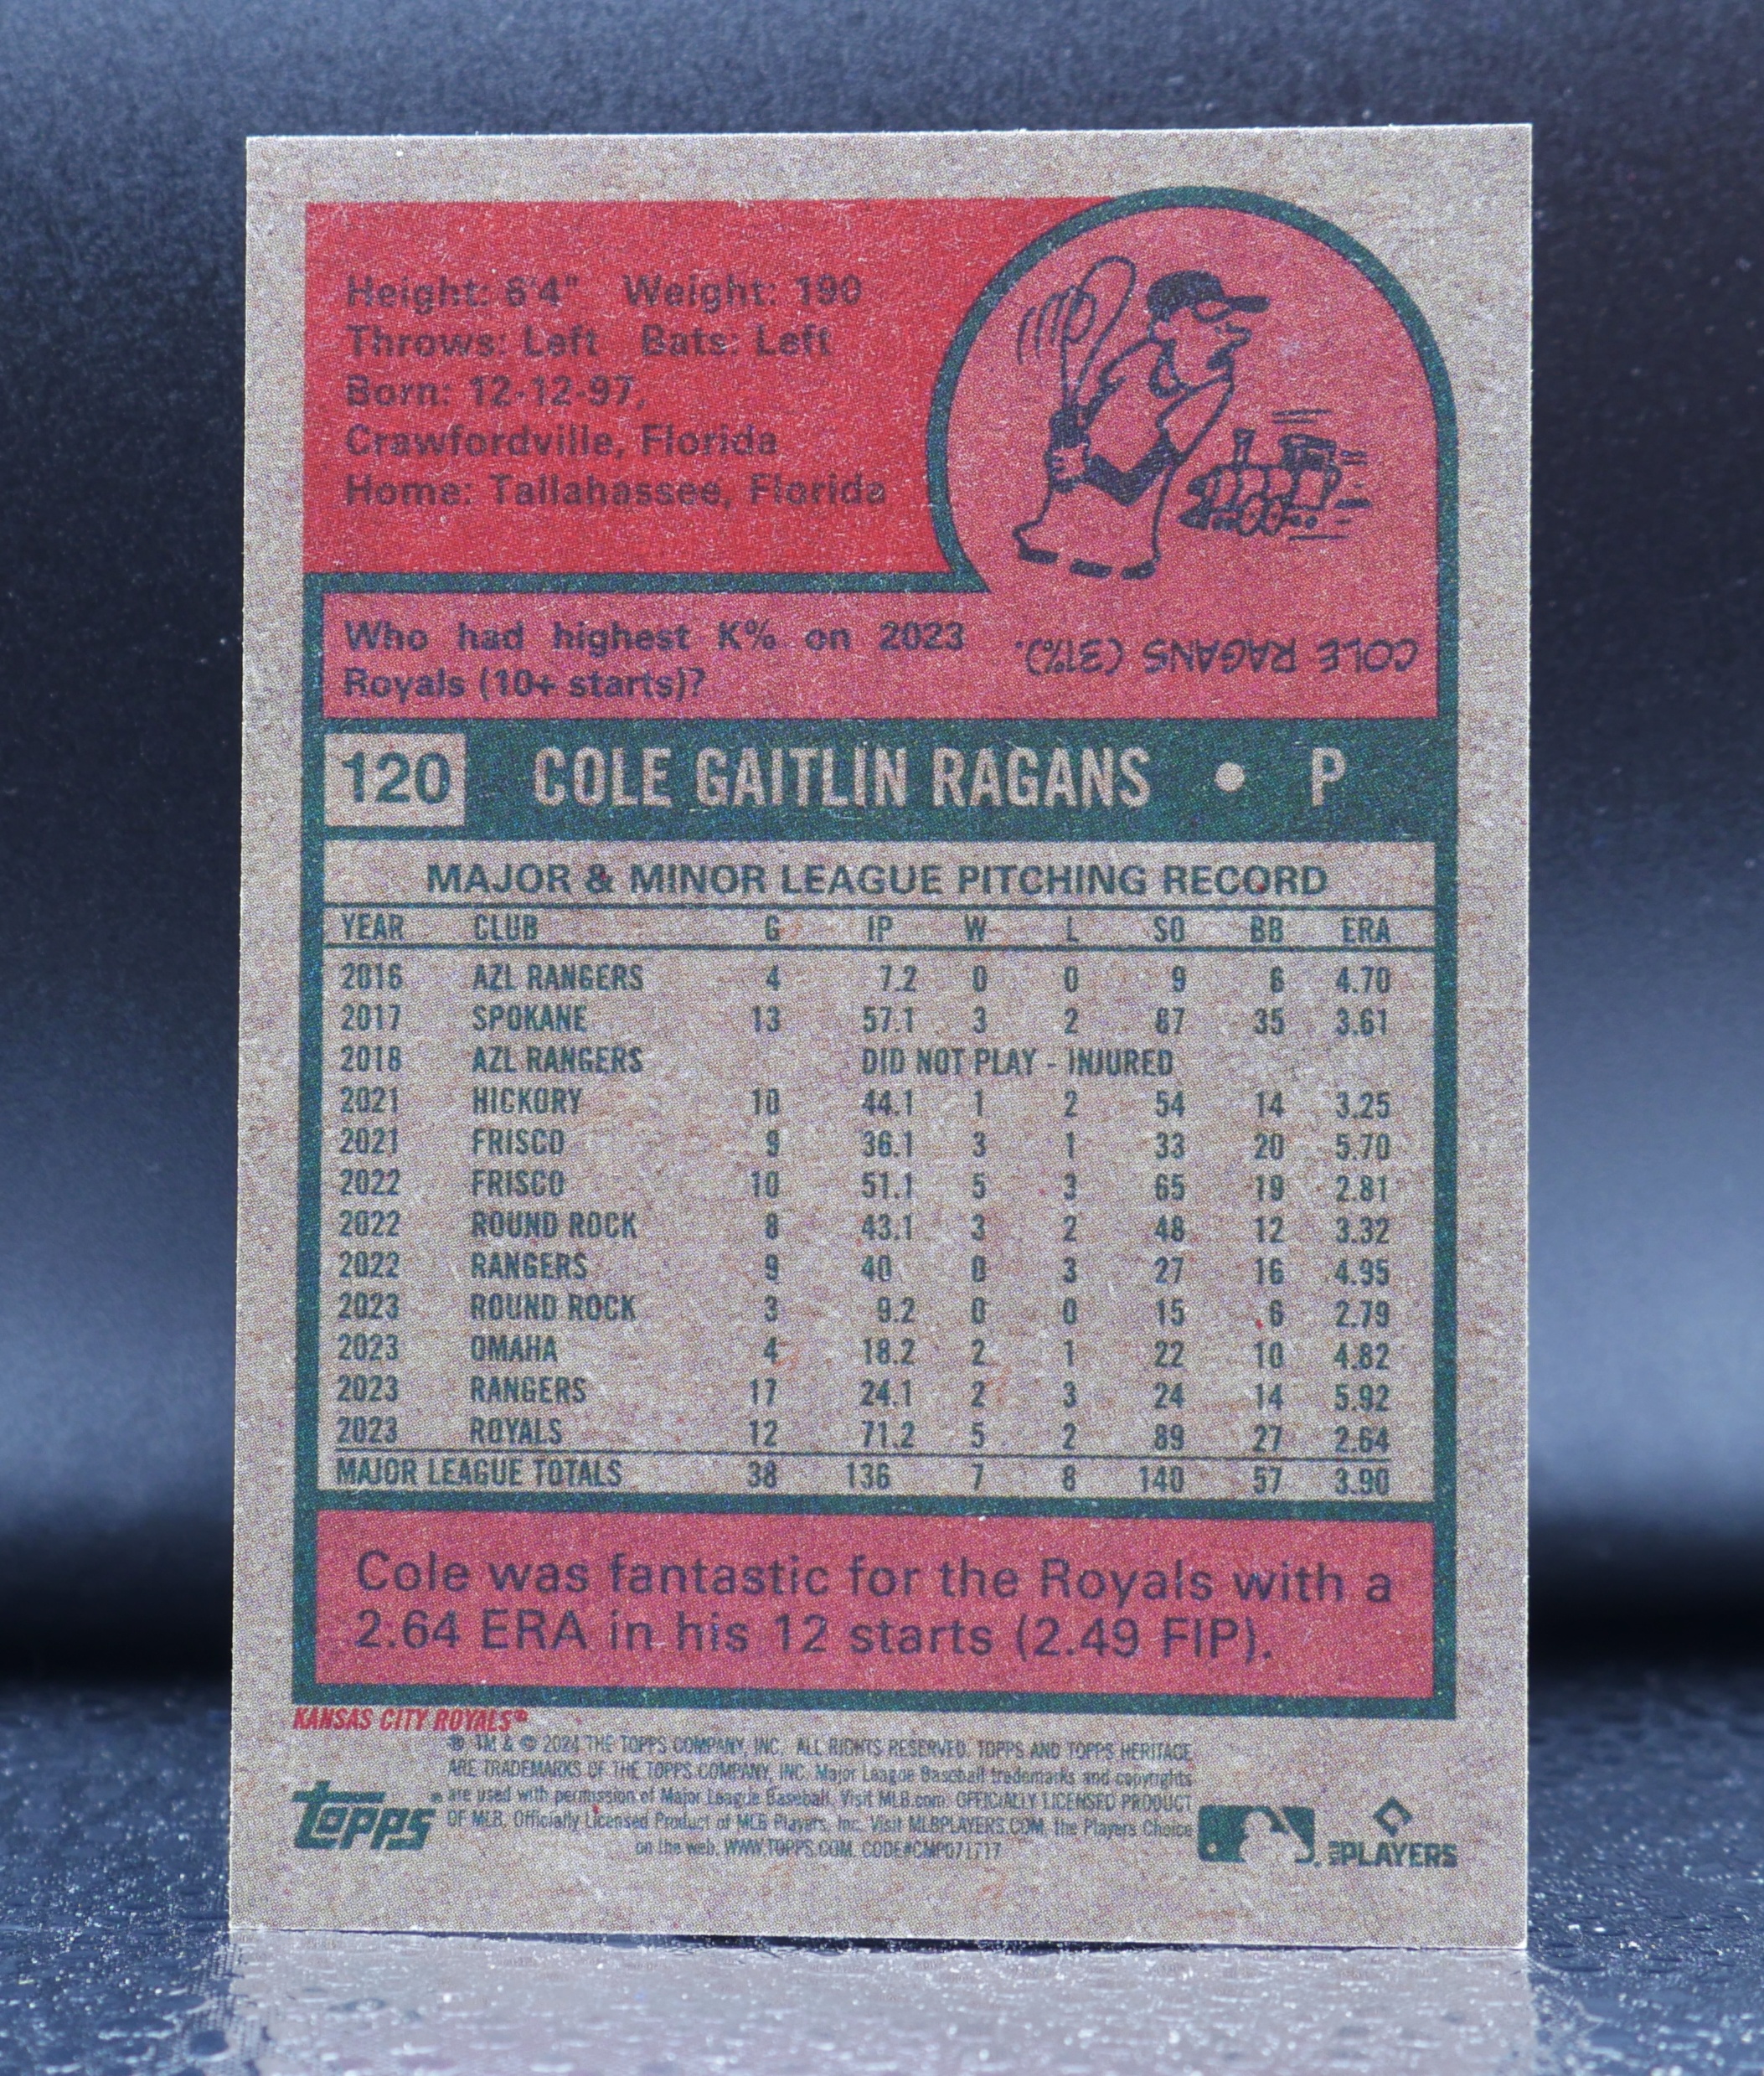 Height: 6'4" Weight: 190
Throws: Left Bats: Left
Born: 12-12-97,
Crawfordville, Florida
Home: Tallahassee, Florida
Who had highest K% on 2023
Royals (10+ starts)?
COLE RAGANS (31%).
120 COLE GAITLIN RAGANS • P
MAJOR & MINOR LEAGUE PITCHING RECORD
YEAR CLUB G IP W L SO BB ERA
2016 AZL RANGERS 4 7.2 0 0 9 6 4.70
2017 SPOKANE 13 57.1 3 2 87 35 3.61
2018 AZL RANGERS DID NOT PLAY - INJURED
2021 HICKORY 10 44.1 1 2 54 14 3.25
2021 FRISCO 9 36.1 3 1 33 20 5.70
2022 FRISCO 10 51.1 5 3 65 19 2.81
2022 ROUND ROCK 8 43.1 3 2 48 12 3.32
2022 RANGERS 9 40 0 3 27 16 4.95
2023 ROUND ROCK 3 9.2 0 0 15 6 2.79
2023 OMAHA 4 18.2 2 1 22 10 4.82
2023 RANGERS 17 24.1 2 3 24 14 5.92
2023 ROYALS 12 71.2 5 2 89 27 2.64
MAJOR LEAGUE TOTALS 38 136 7 8 140 57 3.90
Cole was fantastic for the Royals with a
2.64 ERA in his 12 starts (2.49 FIP).
KANSAS CITY ROYALS®
® TM & © 2024 THE TOPPS COMPANY, INC. ALL RIGHTS RESERVED. TOPPS AND TOPPS HERITAGE
ARE TRADEMARKS OF THE TOPPS COMPANY, INC. Major League Baseball trademarks and copyrights
are used with permission of Major League Baseball. Visit MLB.com. OFFICIALLY LICENSED PRODUCT
OF MLB. Officially Licensed Product of MLB Players, Inc. Visit MLBPLAYERS.COM, the Players Choice
on the web. WWW.TOPPS.COM. CODE#CMP071717
topps®
MLB PLAYERS